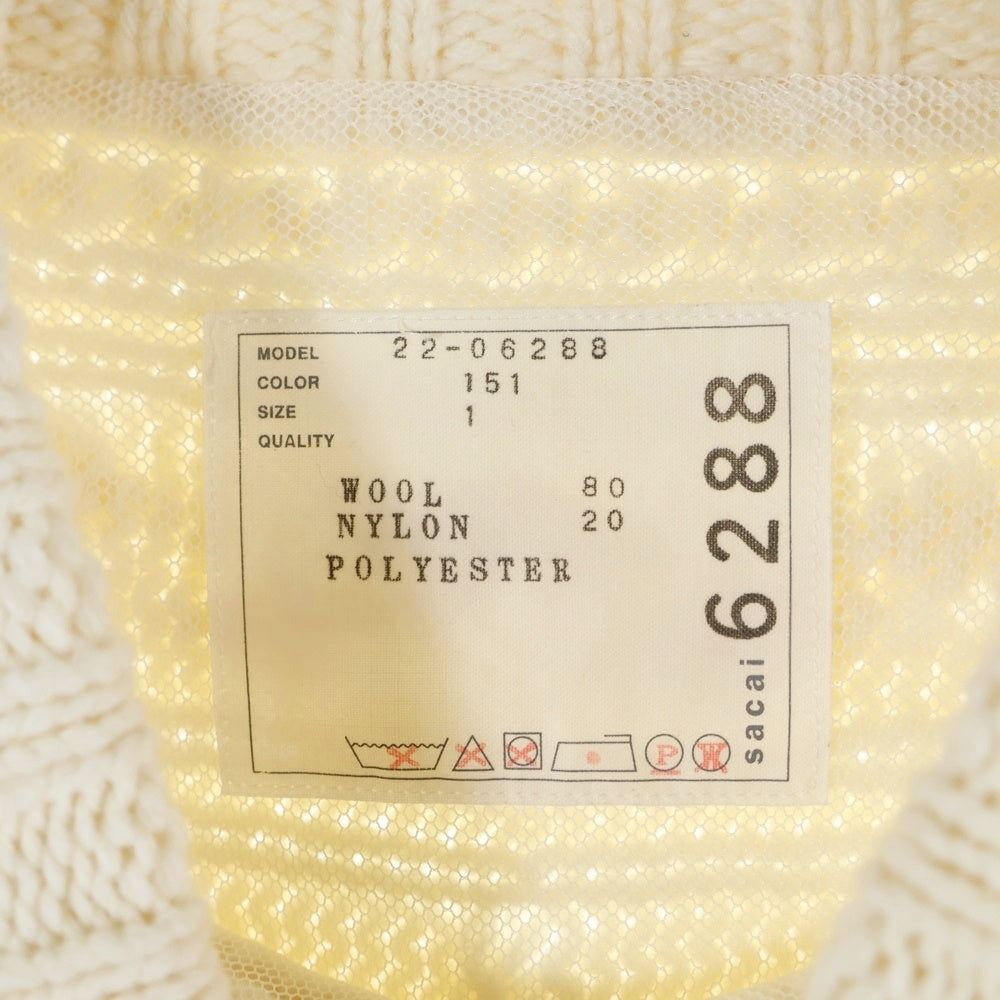 MODEL 22-06288
COLOR 151
SIZE 1
QUALITY
WOOL 80
NYLON 20
POLYESTER
P W
sacai 6288